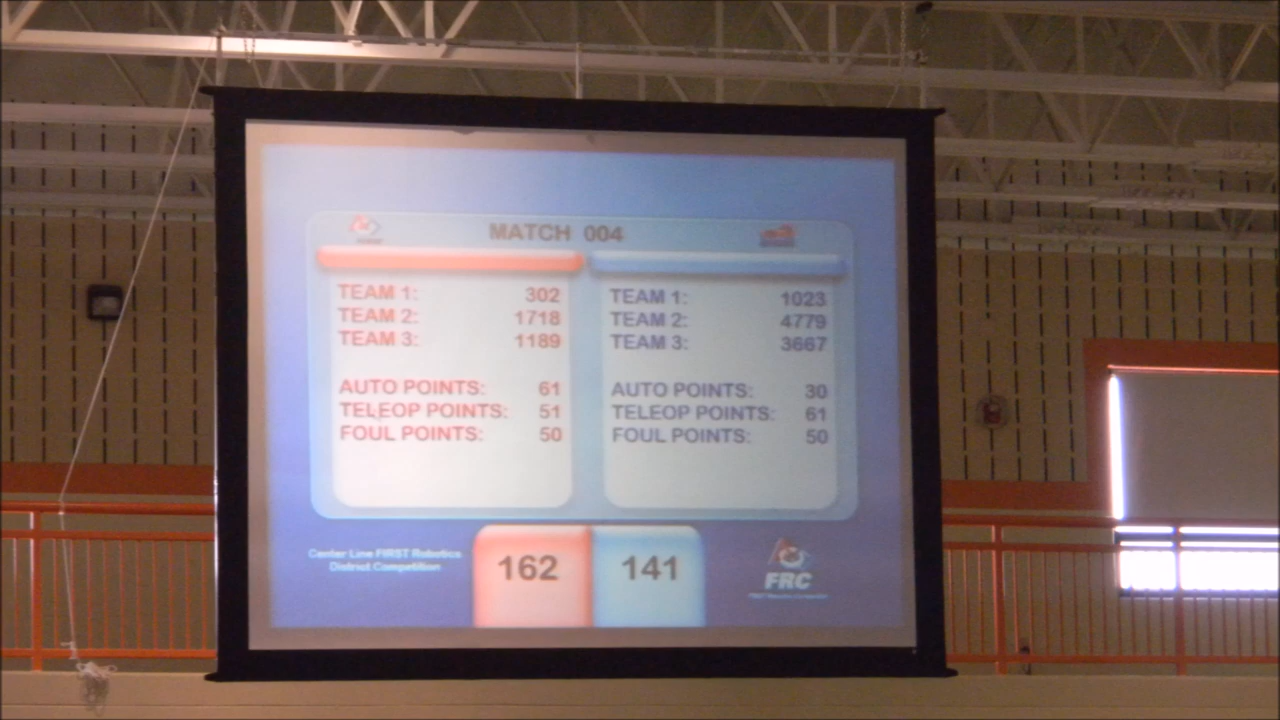 MATCH 004
TEAM 1: 302
TEAM 2: 1718
TEAM 3: 1189
AUTO POINTS: 61
TELEOP POINTS: 51
FOUL POINTS: 50
TEAM 1: 1023
TEAM 2: 4779
TEAM 3: 3667
AUTO POINTS: 30
TELEOP POINTS: 61
FOUL POINTS: 50
Center Line FIRST Robotics
District Competition
162
141
FRC